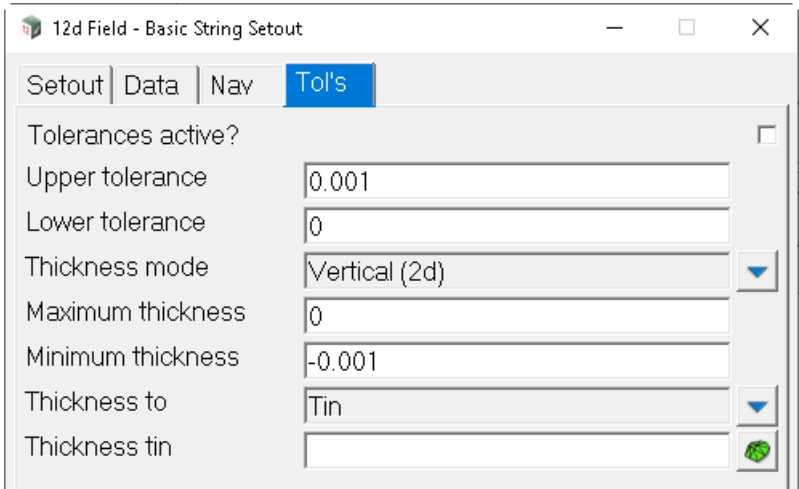 12d Field - Basic String Setout
Setout Data Nav Tol's
Tolerances active?
Upper tolerance 0.001
Lower tolerance 0
Thickness mode Vertical (2d)
Maximum thickness 0
Minimum thickness -0.001
Thickness to Tin
Thickness tin